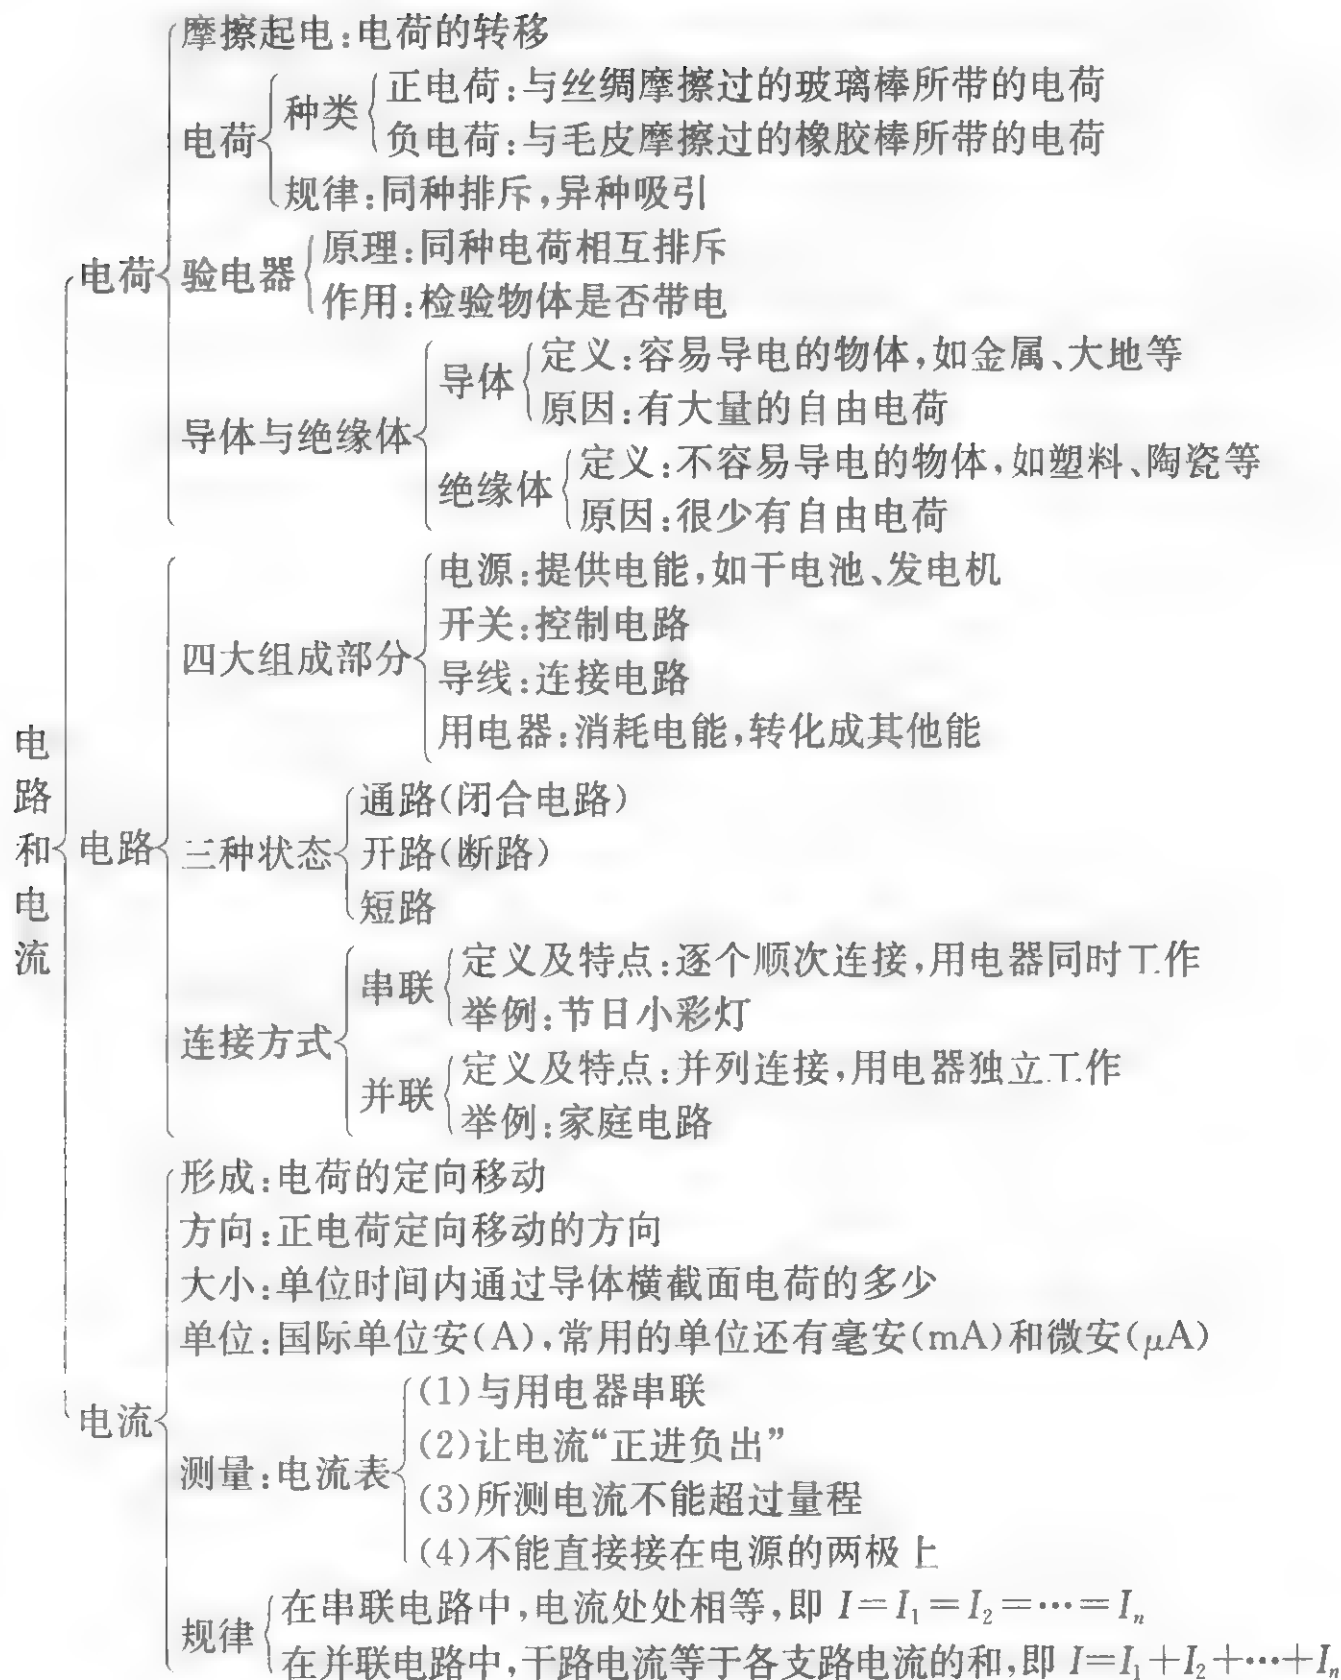 摩擦起电:电荷的转移
正电荷:与丝绸摩擦过的玻璃棒所带的电荷
种类
电荷
负电荷:与毛皮摩擦过的橡胶棒所带的电荷
规律:同种排斥,异种吸引
原理:同种电荷相互排斥
电荷
验电器
作用:检验物体是否带电
定义:容易导电的物体,如金属、大地等
导体
原因:有大量的自由电荷
导体与绝缘体
定义:不容易导电的物体,如塑料、陶瓷等
绝缘体
原因:很少有自由电荷
电源:提供电能,如干电池、发电机
开关:控制电路
四大组成部分
导线:连接电路
用电器:消耗电能,转化成其他能
电路和电流
通路(闭合电路)
电路
三种状态
开路(断路)
短路
定义及特点:逐个顺次连接,用电器同时工作
串联
举例:节日小彩灯
连接方式
定义及特点:并列连接,用电器独立工作
并联
举例:家庭电路
形成:电荷的定向移动
方向:正电荷定向移动的方向
大小:单位时间内通过导体横截面电荷的多少
单位:国际单位安(A),常用的单位还有毫安(mA)和微安(μA)
电流
(1)与用电器串联
(2)让电流“正进负出”
测量:电流表
(3)所测电流不能超过量程
(4)不能直接接在电源的两极上
在串联电路中,电流处处相等,即 I=I₁=I₂=…=Iₙ
规律
在并联电路中,干路电流等于各支路电流的和,即 I=I₁+I₂+…+Iₙ